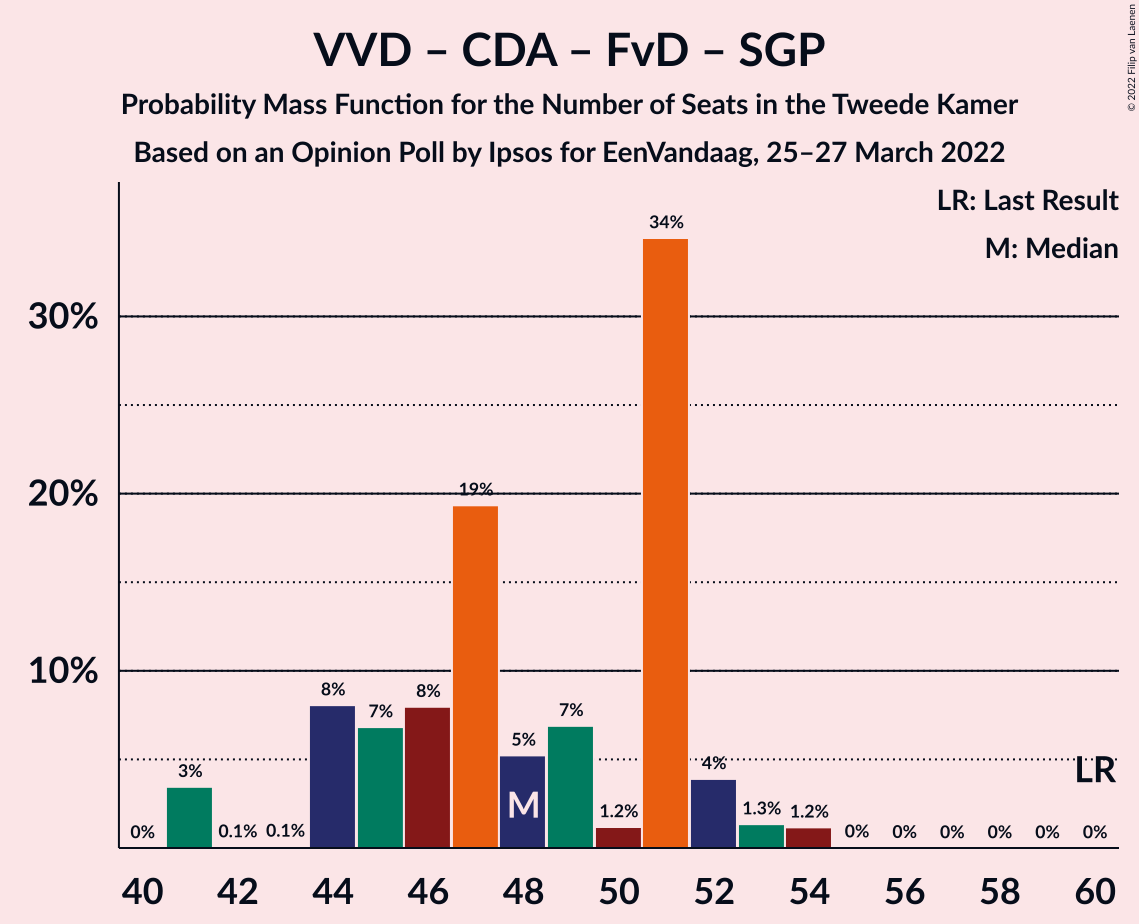 VVD – CDA – FvD – SGP
Probability Mass Function for the Number of Seats in the Tweede Kamer
Based on an Opinion Poll by Ipsos for EenVandaag, 25–27 March 2022
© 2022 Filip van Laenen
LR: Last Result
M: Median
30%
20%
10%
0%
3%
0.1%
0.1%
8%
7%
8%
19%
5%
7%
1.2%
34%
4%
1.3%
1.2%
0%
0%
0%
0%
0%
0%
M
LR
40 42 44 46 48 50 52 54 56 58 60